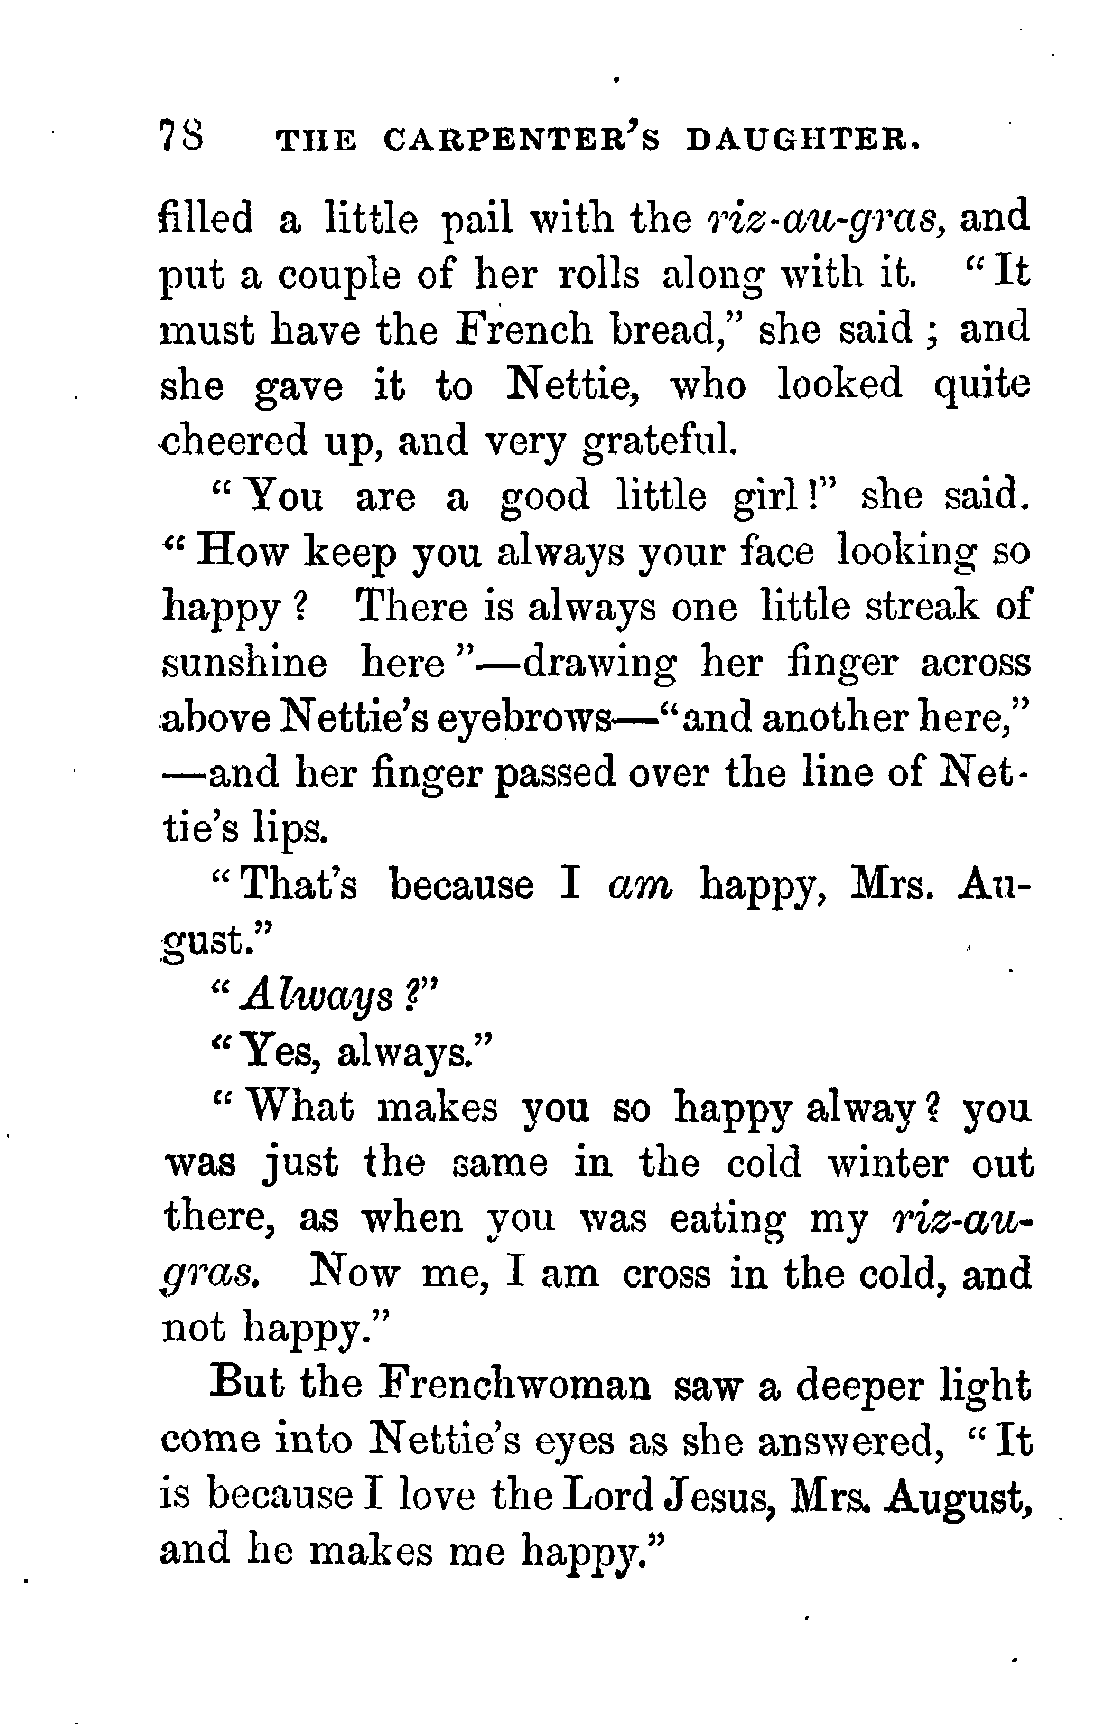 78 THE CARPENTER'S DAUGHTER.
filled a little pail with the riz-au-gras, and
put a couple of her rolls along with it. "It
must have the French bread," she said; and
she gave it to Nettie, who looked quite
cheered up, and very grateful.
"You are a good little girl!" she said.
"How keep you always your face looking so
happy? There is always one little streak of
sunshine here"—drawing her finger across
above Nettie's eyebrows—"and another here,"
—and her finger passed over the line of Net-
tie's lips.
"That's because I am happy, Mrs. Au-
gust."
"Always?"
"Yes, always."
"What makes you so happy alway? you
was just the same in the cold winter out
there, as when you was eating my riz-au-
gras. Now me, I am cross in the cold, and
not happy."
But the Frenchwoman saw a deeper light
come into Nettie's eyes as she answered, "It
is because I love the Lord Jesus, Mrs. August,
and he makes me happy."